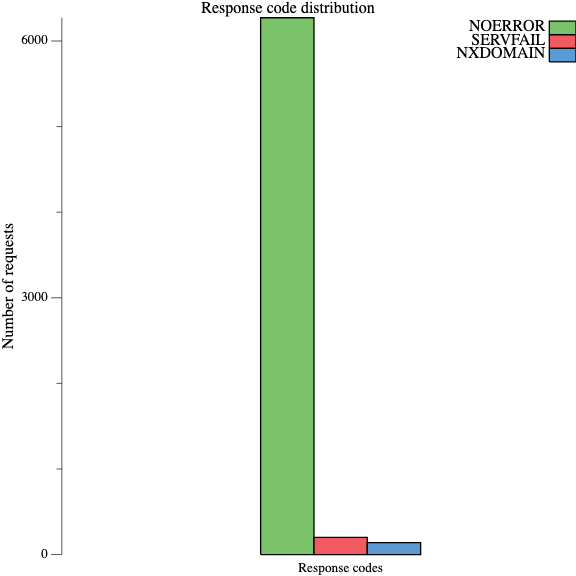 Response code distribution
NOERROR
SERVFAIL
NXDOMAIN
6000
3000
0
Number of requests
Response codes